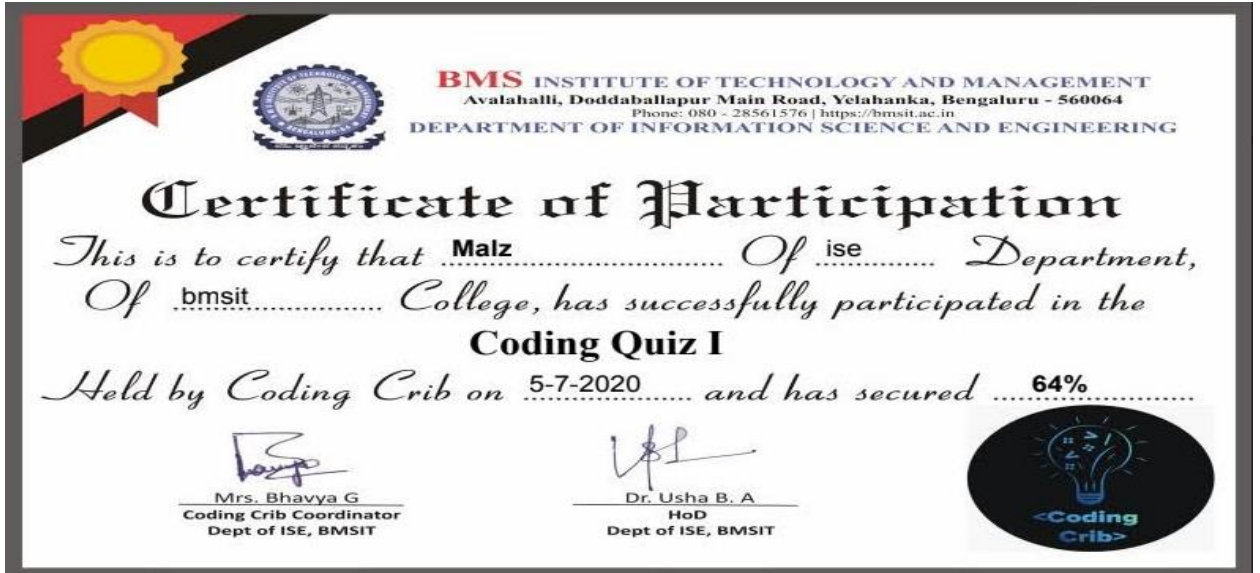 BMS INSTITUTE OF TECHNOLOGY AND MANAGEMENT
Avalahalli, Doddaballapur Main Road, Yelahanka, Bengaluru - 560064
Phone: 080 - 28561576 | https://bmsit.ac.in
DEPARTMENT OF INFORMATION SCIENCE AND ENGINEERING
Certificate of Participation
This is to certify that Malz Of ise Department,
Of bmsit College, has successfully participated in the
Coding Quiz I
Held by Coding Crib on 5-7-2020 and has secured 64%
Mrs. Bhavya G
Coding Crib Coordinator
Dept of ISE, BMSIT
Dr. Usha B. A
HoD
Dept of ISE, BMSIT
<Coding
Crib>